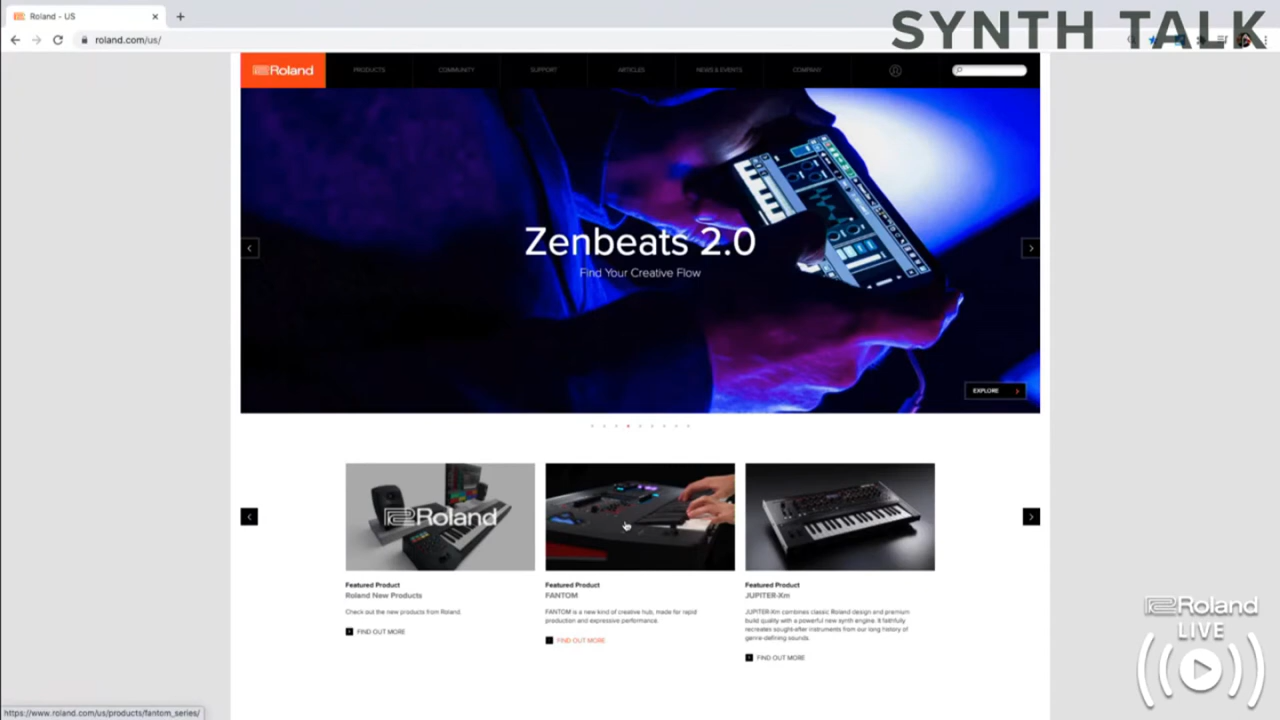 Roland - US
SYNTH TALK
roland.com/us/
Roland
PRODUCTS
COMMUNITY
SUPPORT
ARTICLES
NEWS & EVENTS
COMPANY
Zenbeats 2.0
Find Your Creative Flow
EXPLORE
Roland
Featured Product
Roland New Products
Check out the new products from Roland.
FIND OUT MORE
Featured Product
FANTOM
FANTOM is a new kind of creative hub, made for rapid
production and expressive performance.
FIND OUT MORE
Featured Product
JUPITER-Xm
JUPITER-Xm combines classic Roland design and premium
build quality with a powerful new synth engine. It faithfully
recreates sought-after instruments from our long history of
genre-defining sounds.
FIND OUT MORE
Roland
LIVE
https://www.roland.com/us/products/fantom_series/